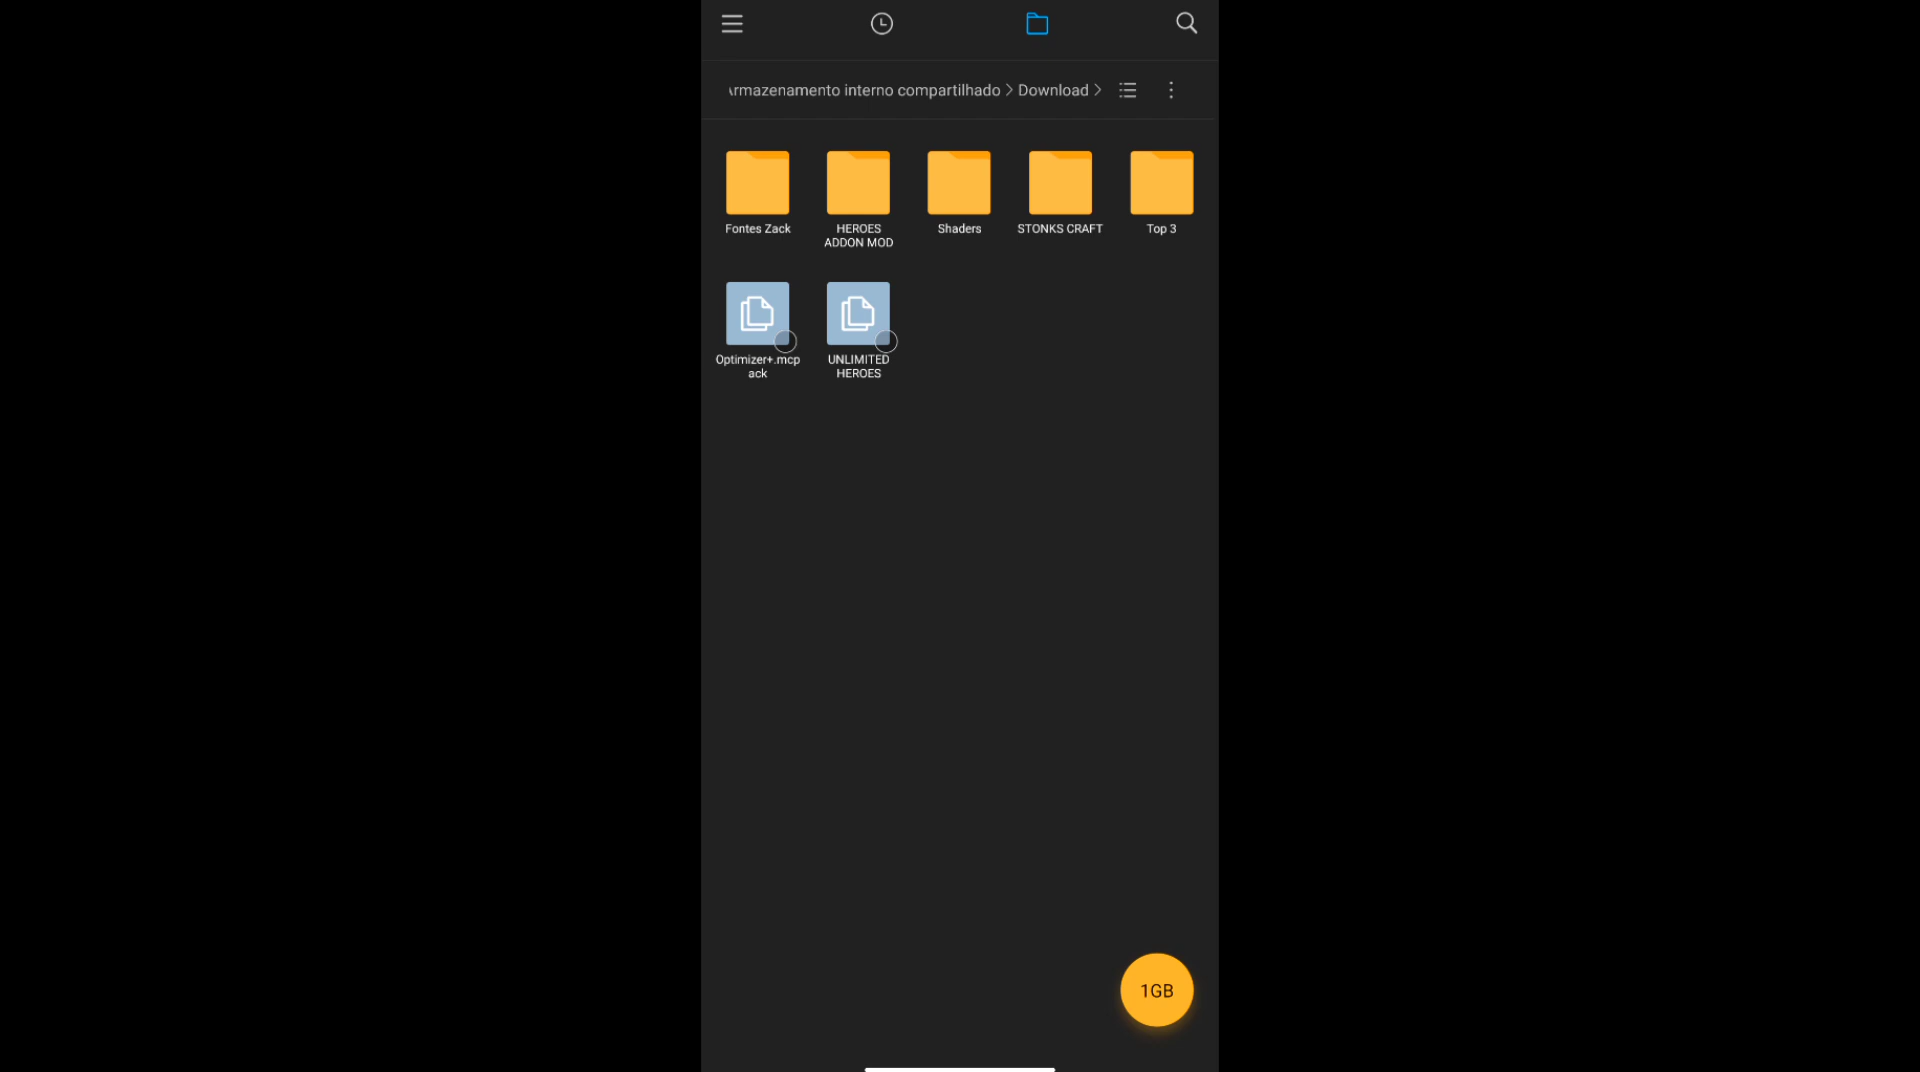 rmazenamento interno compartilhado > Download >
Fontes Zack
HEROES
ADDON MOD
Shaders
STONKS CRAFT
Top 3
Optimizer+.mcp
ack
UNLIMITED
HEROES
1GB